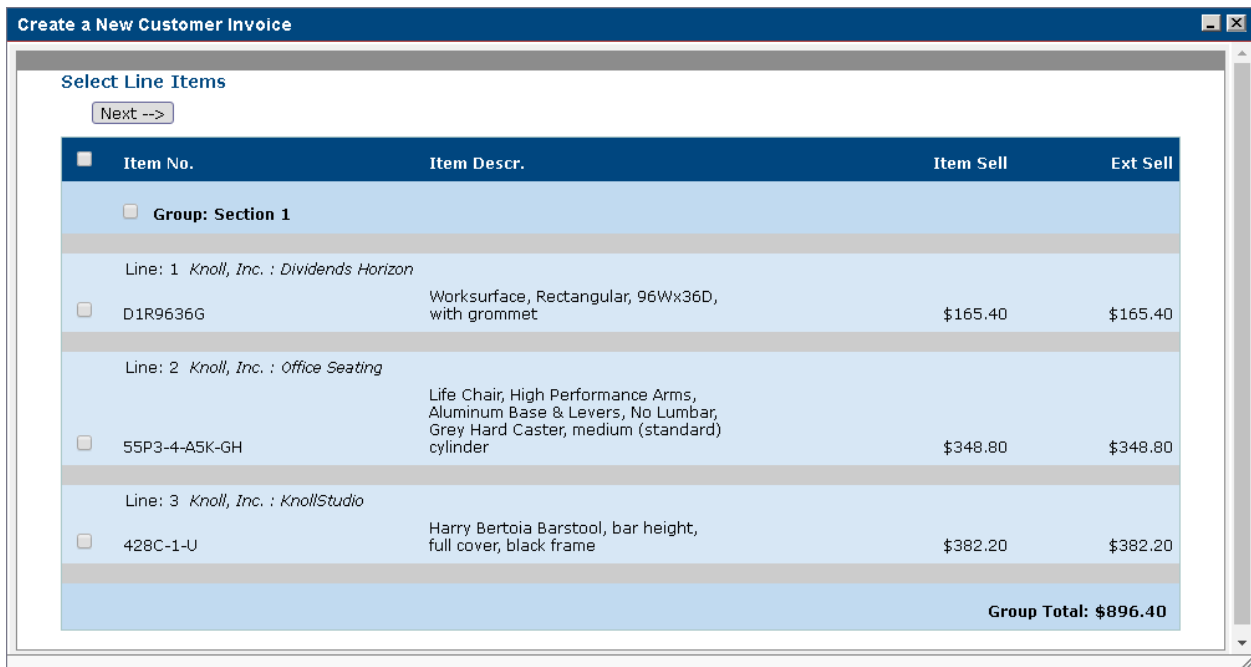 Create a New Customer Invoice
Select Line Items
Next -->
Item No. Item Descr. Item Sell Ext Sell
Group: Section 1
Line: 1 Knoll, Inc. : Dividends Horizon
Worksurface, Rectangular, 96Wx36D,
D1R9636G with grommet $165.40 $165.40
Line: 2 Knoll, Inc. : Office Seating
Life Chair, High Performance Arms,
Aluminum Base & Levers, No Lumbar,
Grey Hard Caster, medium (standard)
55P3-4-A5K-GH cylinder $348.80 $348.80
Line: 3 Knoll, Inc. : KnollStudio
Harry Bertoia Barstool, bar height,
428C-1-U full cover, black frame $382.20 $382.20
Group Total: $896.40